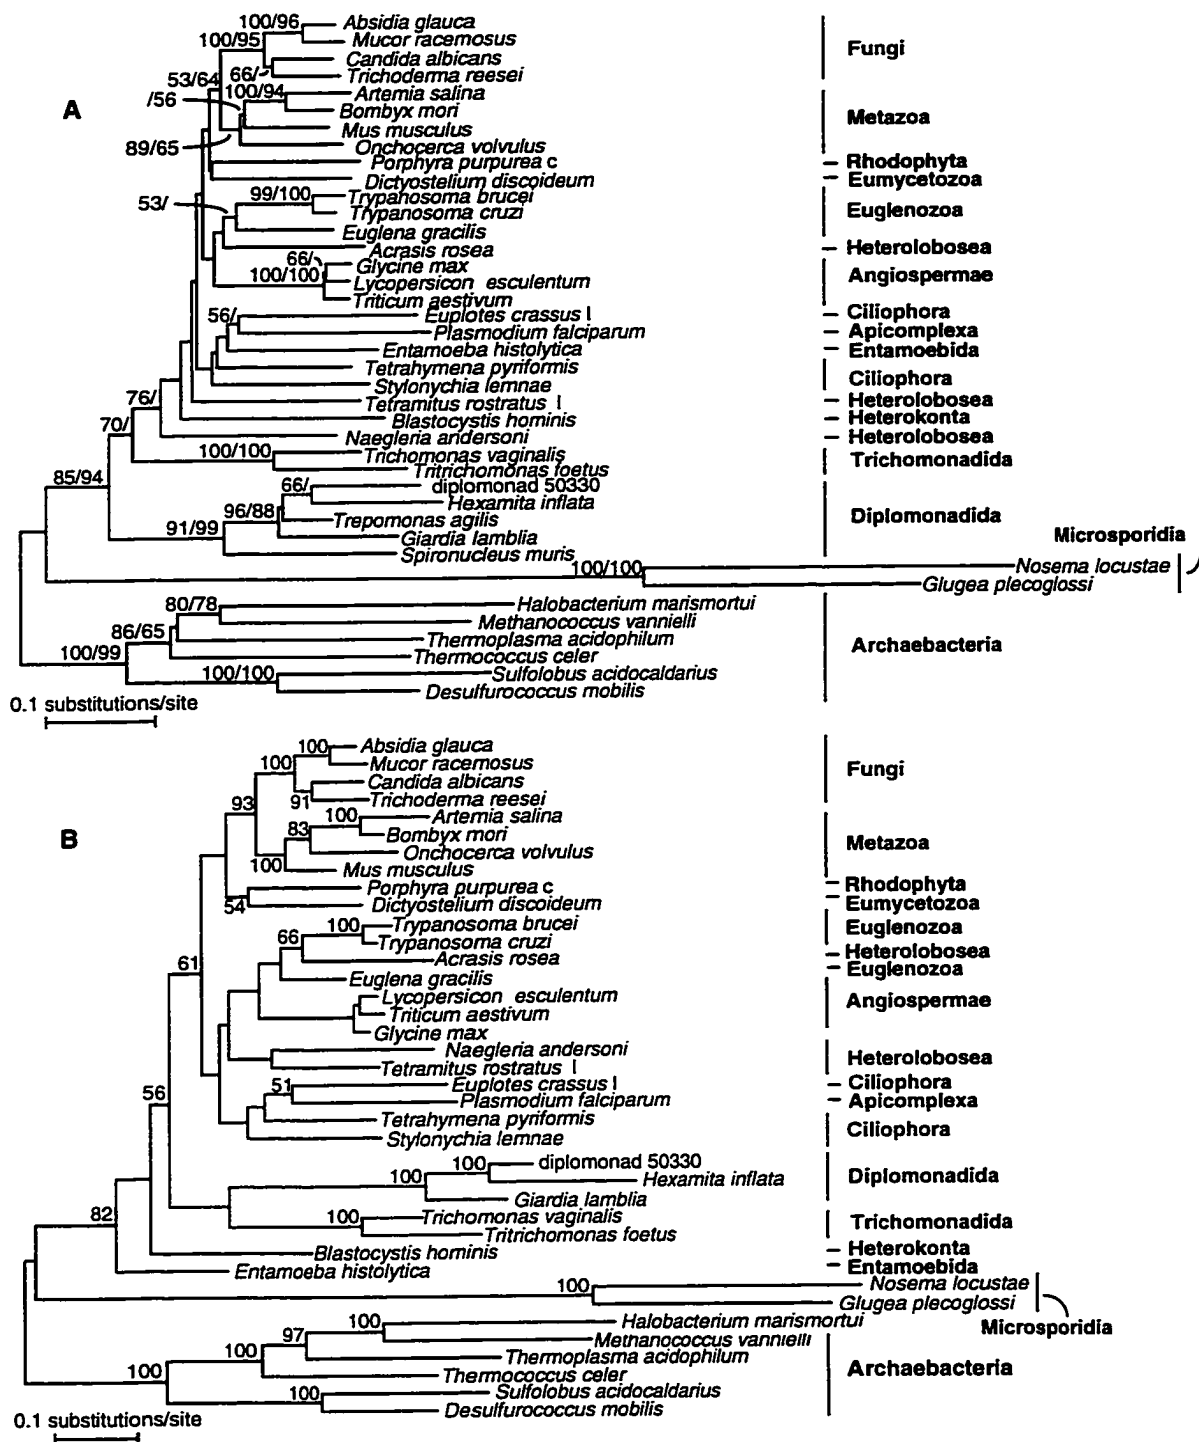 100/96 Absidia glauca
100/95 Mucor racemosus
Fungi
Candida albicans
66/ Trichoderma reesei
53/64
100/94 Artemia salina
/56
A
Bombyx mori
Metazoa
Mus musculus
89/65
Onchocerca volvulus
Porphyra purpurea c
Rhodophyta
Dictyostelium discoideum
Eumycetozoa
99/100 Trypanosoma brucei
53/
Trypanosoma cruzi
Euglenozoa
Euglena gracilis
Acrasis rosea
Heterolobosea
66/ Glycine max
100/100 Lycopersicon esculentum
Angiospermae
Triticum aestivum
56/ Euplotes crassus I
Ciliophora
Plasmodium falciparum
Apicomplexa
Entamoeba histolytica
Entamoebida
Tetrahymena pyriformis
Ciliophora
Stylonychia lemnae
76/
Tetramitus rostratus I
Heterolobosea
Blastocystis hominis
Heterokonta
70/
Naegleria andersoni
Heterolobosea
100/100 Trichomonas vaginalis
Trichomonadida
Tritrichomonas foetus
85/94
66/ diplomonad 50330
96/88 Hexamita inflata
Trepomonas agilis
Diplomonadida
91/99
Giardia lamblia
Microsporidia
Spironucleus muris
100/100 Nosema locustae
Glugea plecoglossi
80/78 Halobacterium marismortui
Methanococcus vannielli
86/65 Thermoplasma acidophilum
Archaebacteria
100/99 Thermococcus celer
100/100 Sulfolobus acidocaldarius
Desulfurococcus mobilis
0.1 substitutions/site
100 Absidia glauca
100 Mucor racemosus
Fungi
Candida albicans
93 91 Trichoderma reesei
100 Artemia salina
B
83 Bombyx mori
Metazoa
Onchocerca volvulus
100 Mus musculus
Porphyra purpurea c
Rhodophyta
54 Dictyostelium discoideum
Eumycetozoa
100 Trypanosoma brucei
Euglenozoa
66 Trypanosoma cruzi
Acrasis rosea
Heterolobosea
61
Euglenozoa
Euglena gracilis
Lycopersicon esculentum
Angiospermae
Triticum aestivum
Glycine max
Naegleria andersoni
Heterolobosea
Tetramitus rostratus I
51 Euplotes crassus I
Ciliophora
56 Plasmodium falciparum
Apicomplexa
Tetrahymena pyriformis
Ciliophora
Stylonychia lemnae
100 diplomonad 50330
100 Hexamita inflata
Diplomonadida
Giardia lamblia
82 100 Trichomonas vaginalis
Trichomonadida
Tritrichomonas foetus
Blastocystis hominis
Heterokonta
Entamoeba histolytica
Entamoebida
100 Nosema locustae
Glugea plecoglossi
100 Halobacterium marismortui
Microsporidia
97 Methanococcus vannielli
100 Thermoplasma acidophilum
Archaebacteria
100 Thermococcus celer
100 Sulfolobus acidocaldarius
Desulfurococcus mobilis
0.1 substitutions/site